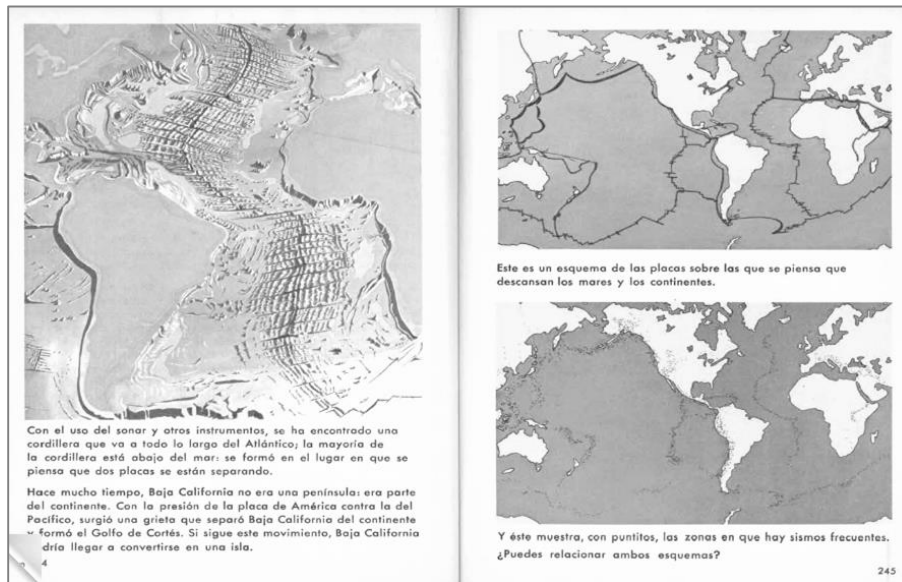 Con el uso del sonar y otros instrumentos, se ha encontrado una
cordillera que va a todo lo largo del Atlántico; la mayoría de
la cordillera está abajo del mar: se formó en el lugar en que se
piensa que dos placas se están separando.
Hace mucho tiempo, Baja California no era una península: era parte
del continente. Con la presión de la placa de América contra la del
Pacífico, surgió una grieta que separó Baja California del continente
y formó el Golfo de Cortés. Si sigue este movimiento, Baja California
dría llegar a convertirse en una isla.
4
Este es un esquema de las placas sobre las que se piensa que
descansan los mares y los continentes.
Y éste muestra, con puntitos, las zonas en que hay sismos frecuentes.
¿Puedes relacionar ambos esquemas?
245